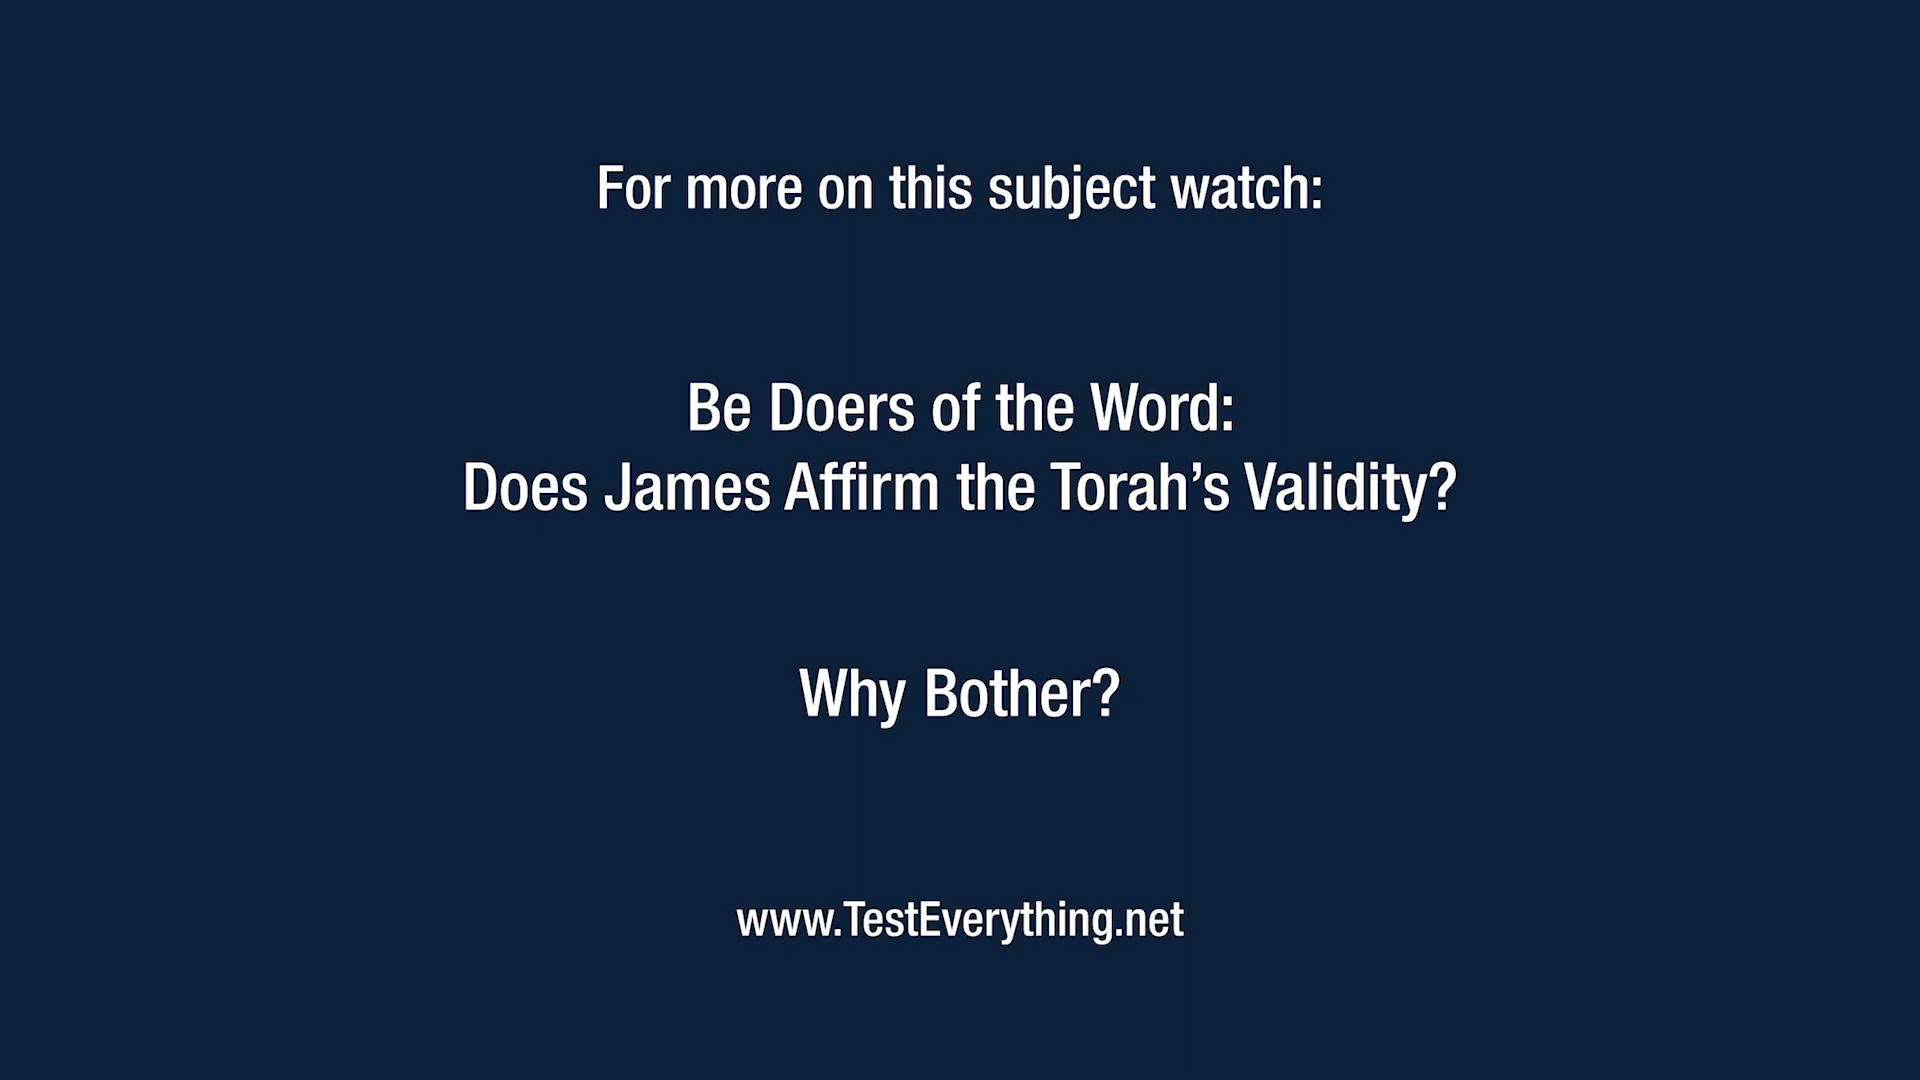 For more on this subject watch:
Be Doers of the Word:
Does James Affirm the Torah’s Validity?
Why Bother?
www.TestEverything.net